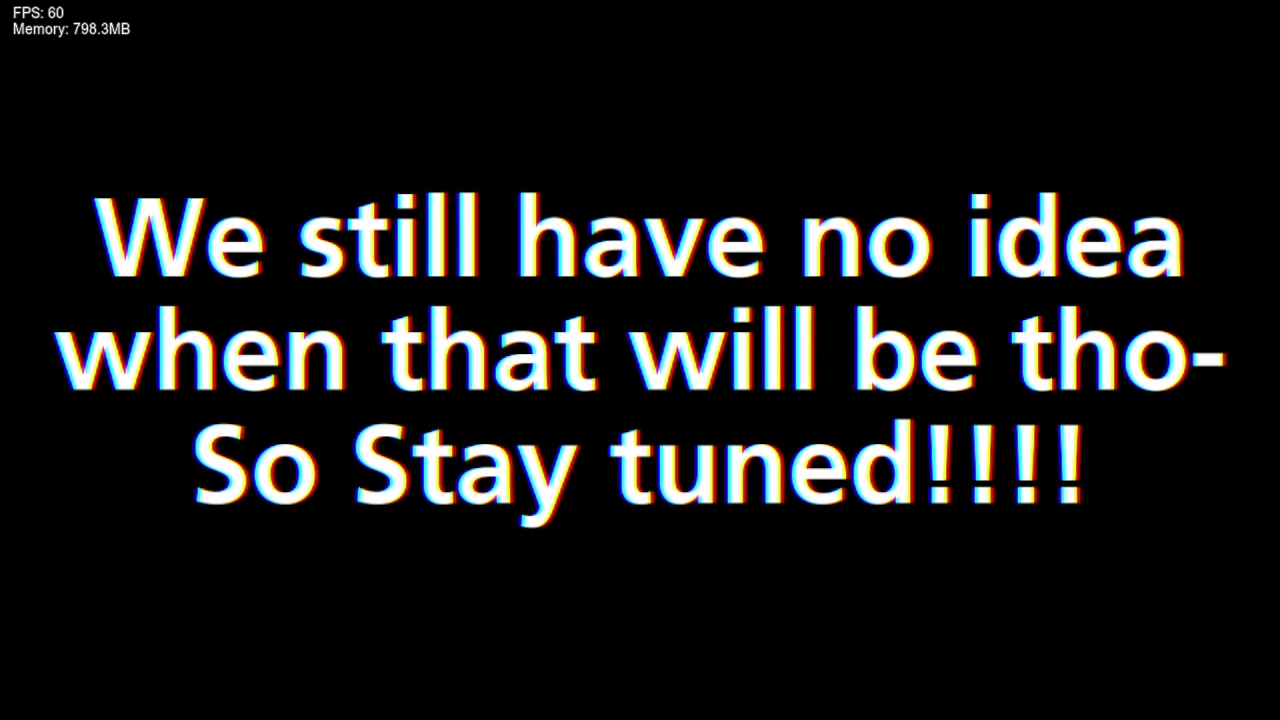 FPS: 60
Memory: 798.3MB
We still have no idea
when that will be tho-
So Stay tuned!!!!